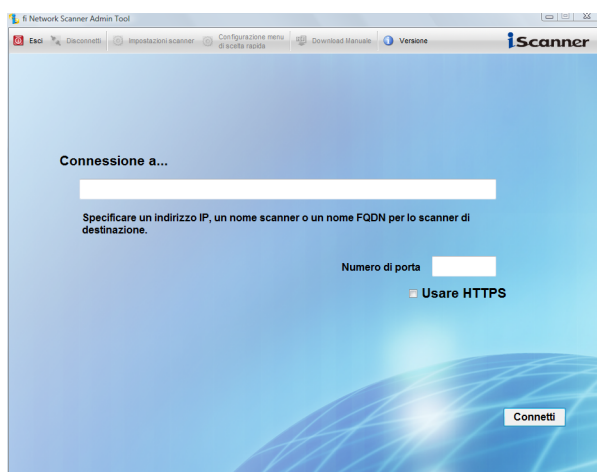 fi Network Scanner Admin Tool
Esci Disconnetti Impostazioni scanner Configurazione menu di scelta rapida Download Manuale Versione iScanner
Connessione a...
Specificare un indirizzo IP, un nome scanner o un nome FQDN per lo scanner di
destinazione.
Numero di porta
Usare HTTPS
Connetti